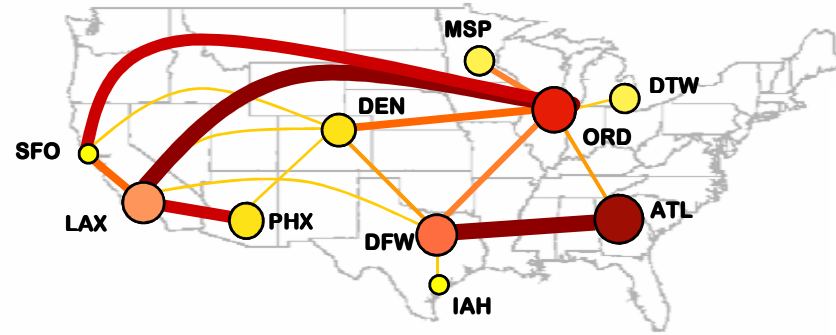 MSP
DTW
DEN
ORD
SFO
ATL
LAX
PHX
DFW
IAH